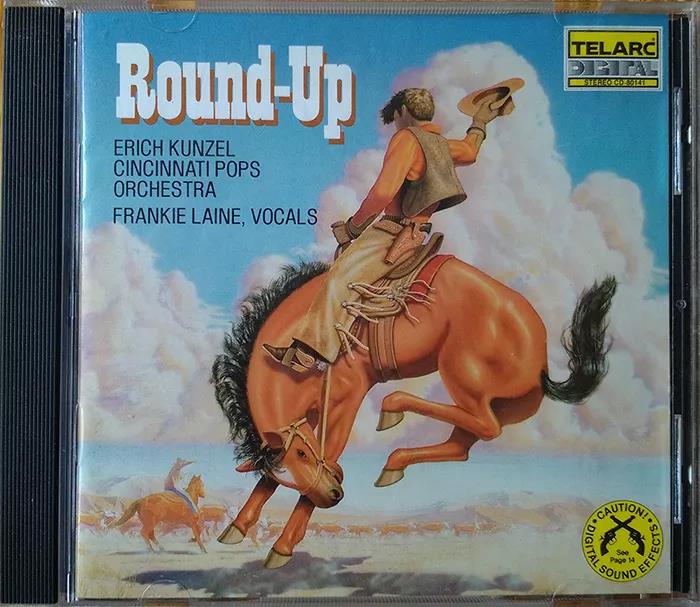 Round-Up
TELARC
DIGITAL
STEREO CD-80141
ERICH KUNZEL
CINCINNATI POPS
ORCHESTRA
FRANKIE LAINE, VOCALS
• CAUTION! •
See
Page 14
DIGITAL SOUND EFFECTS!